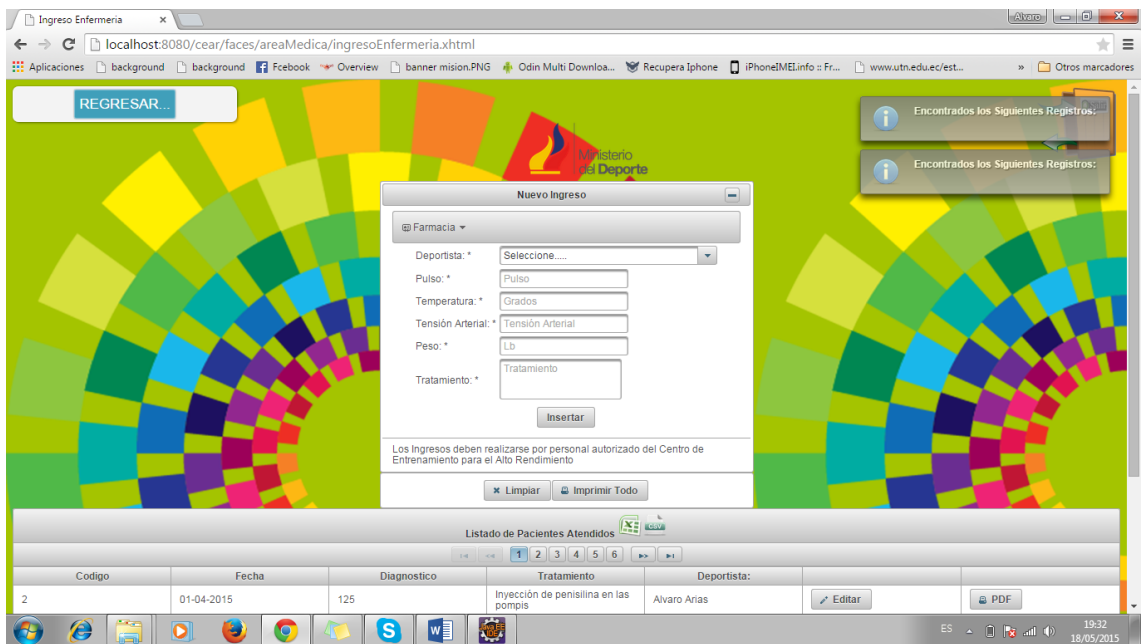 Ingreso Enfermeria
Alvaro
localhost:8080/cear/faces/areaMedica/ingresoEnfermeria.xhtml
Aplicaciones background background Fcebook Overview banner mision.PNG Odin Multi Downloa... Recupera Iphone iPhoneIMEI.info :: Fr... www.utn.edu.ec/est... » Otros marcadores
REGRESAR...
Encontrados los Siguientes Registros:
Encontrados los Siguientes Registros:
Ministerio
del Deporte
Nuevo Ingreso
Farmacia
Deportista: * Seleccione.....
Pulso: * Pulso
Temperatura: * Grados
Tensión Arterial: * Tensión Arterial
Peso: * Lb
Tratamiento: * Tratamiento
Insertar
Los Ingresos deben realizarse por personal autorizado del Centro de
Entrenamiento para el Alto Rendimiento
Limpiar Imprimir Todo
Listado de Pacientes Atendidos CSV
1 2 3 4 5 6
Codigo Fecha Diagnostico Tratamiento Deportista:
2 01-04-2015 125 Inyección de penisilina en las pompis Alvaro Arias Editar PDF
Java EE IDE
ES 19:32
18/05/2015